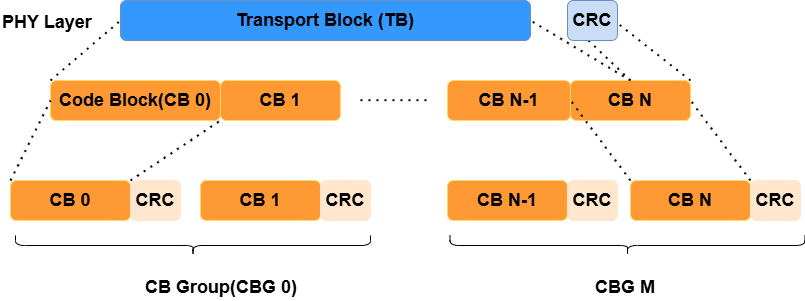 PHY Layer
Transport Block (TB)
CRC
Code Block(CB 0)
CB 1
CB N-1
CB N
CB 0
CRC
CB 1
CRC
CB N-1
CRC
CB N
CRC
CB Group(CBG 0)
CBG M